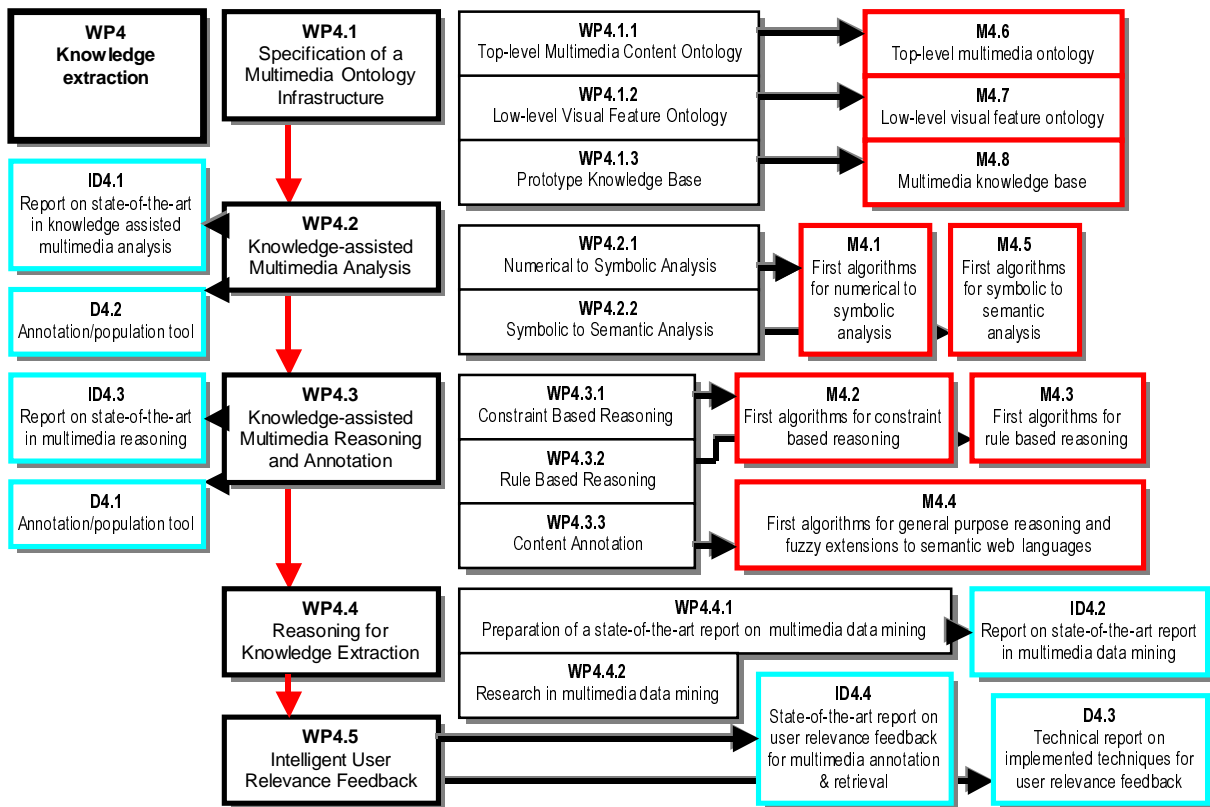 WP4
Knowledge
extraction
WP4.1
Specification of a
Multimedia Ontology
Infrastructure
WP4.1.1
Top-level Multimedia Content Ontology
M4.6
Top-level multimedia ontology
WP4.1.2
Low-level Visual Feature Ontology
M4.7
Low-level visual feature ontology
WP4.1.3
Prototype Knowledge Base
M4.8
Multimedia knowledge base
ID4.1
Report on state-of-the-art
in knowledge assisted
multimedia analysis
WP4.2
Knowledge-assisted
Multimedia Analysis
D4.2
Annotation/population tool
WP4.2.1
Numerical to Symbolic Analysis
WP4.2.2
Symbolic to Semantic Analysis
M4.1
First algorithms
for numerical to
symbolic
analysis
M4.5
First algorithms
for symbolic to
semantic
analysis
ID4.3
Report on state-of-the-art
in multimedia reasoning
WP4.3
Knowledge-assisted
Multimedia Reasoning
and Annotation
D4.1
Annotation/population tool
WP4.3.1
Constraint Based Reasoning
WP4.3.2
Rule Based Reasoning
WP4.3.3
Content Annotation
M4.2
First algorithms for constraint
based reasoning
M4.3
First algorithms for
rule based reasoning
M4.4
First algorithms for general purpose reasoning and
fuzzy extensions to semantic web languages
WP4.4
Reasoning for
Knowledge Extraction
WP4.4.1
Preparation of a state-of-the-art report on multimedia data mining
WP4.4.2
Research in multimedia data mining
ID4.2
Report on state-of-the-art report
in multimedia data mining
WP4.5
Intelligent User
Relevance Feedback
ID4.4
State-of-the-art report on
user relevance feedback
for multimedia annotation
& retrieval
D4.3
Technical report on
implemented techniques for
user relevance feedback